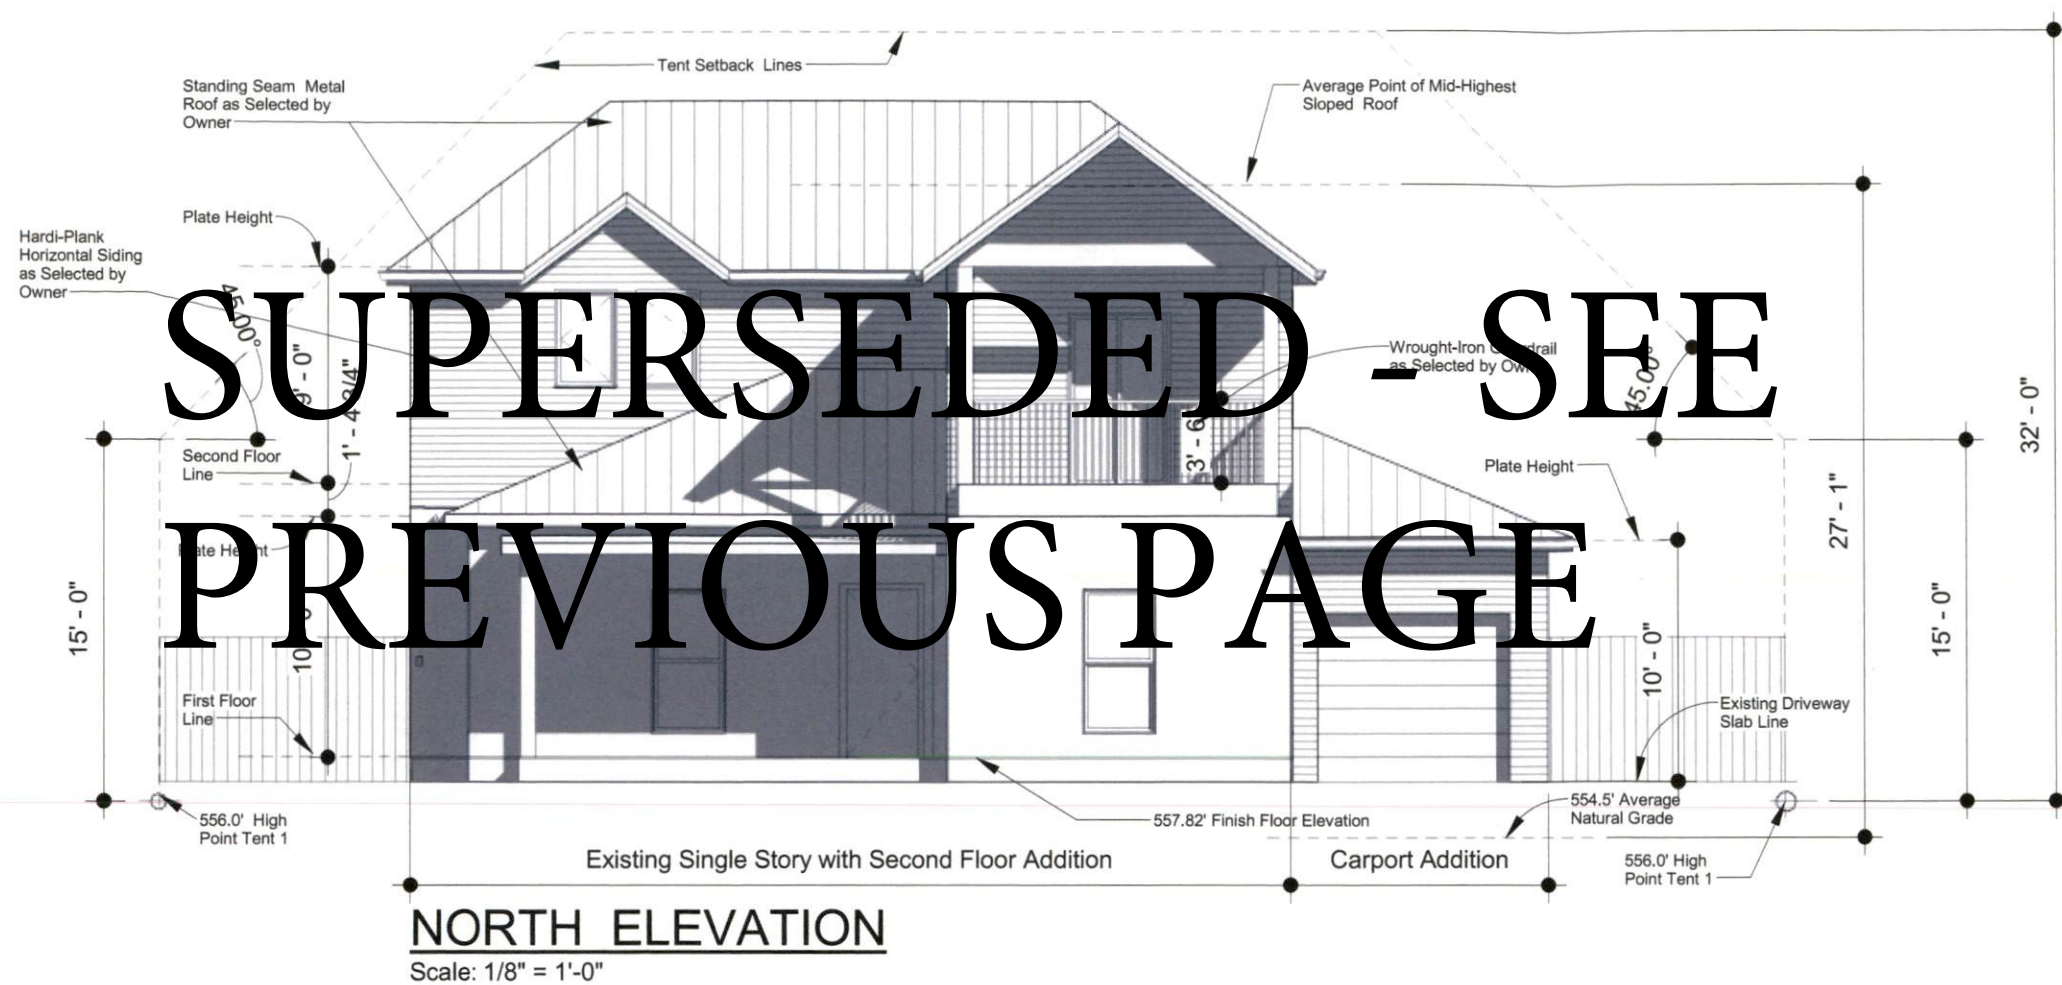 Tent Setback Lines
Standing Seam Metal
Roof as Selected by
Owner
Average Point of Mid-Highest
Sloped Roof
Plate Height
Hardi-Plank
Horizontal Siding
as Selected by
Owner
45.00°
SUPERSEDED - SEE
9' - 0"
1' - 4 3/4"
Wrought-Iron
as Selected by
45.00°
32' - 0"
3' - 6
Second Floor
Line
Plate Height
27' - 1"
PREVIOUS PAGE
Plate Height
15' - 0"
10' - 0"
10' - 0"
15' - 0"
First Floor
Line
Existing Driveway
Slab Line
556.0' High
Point Tent 1
557.82' Finish Floor Elevation
554.5' Average
Natural Grade
556.0' High
Point Tent 1
Existing Single Story with Second Floor Addition
Carport Addition
NORTH ELEVATION
Scale: 1/8" = 1'-0"